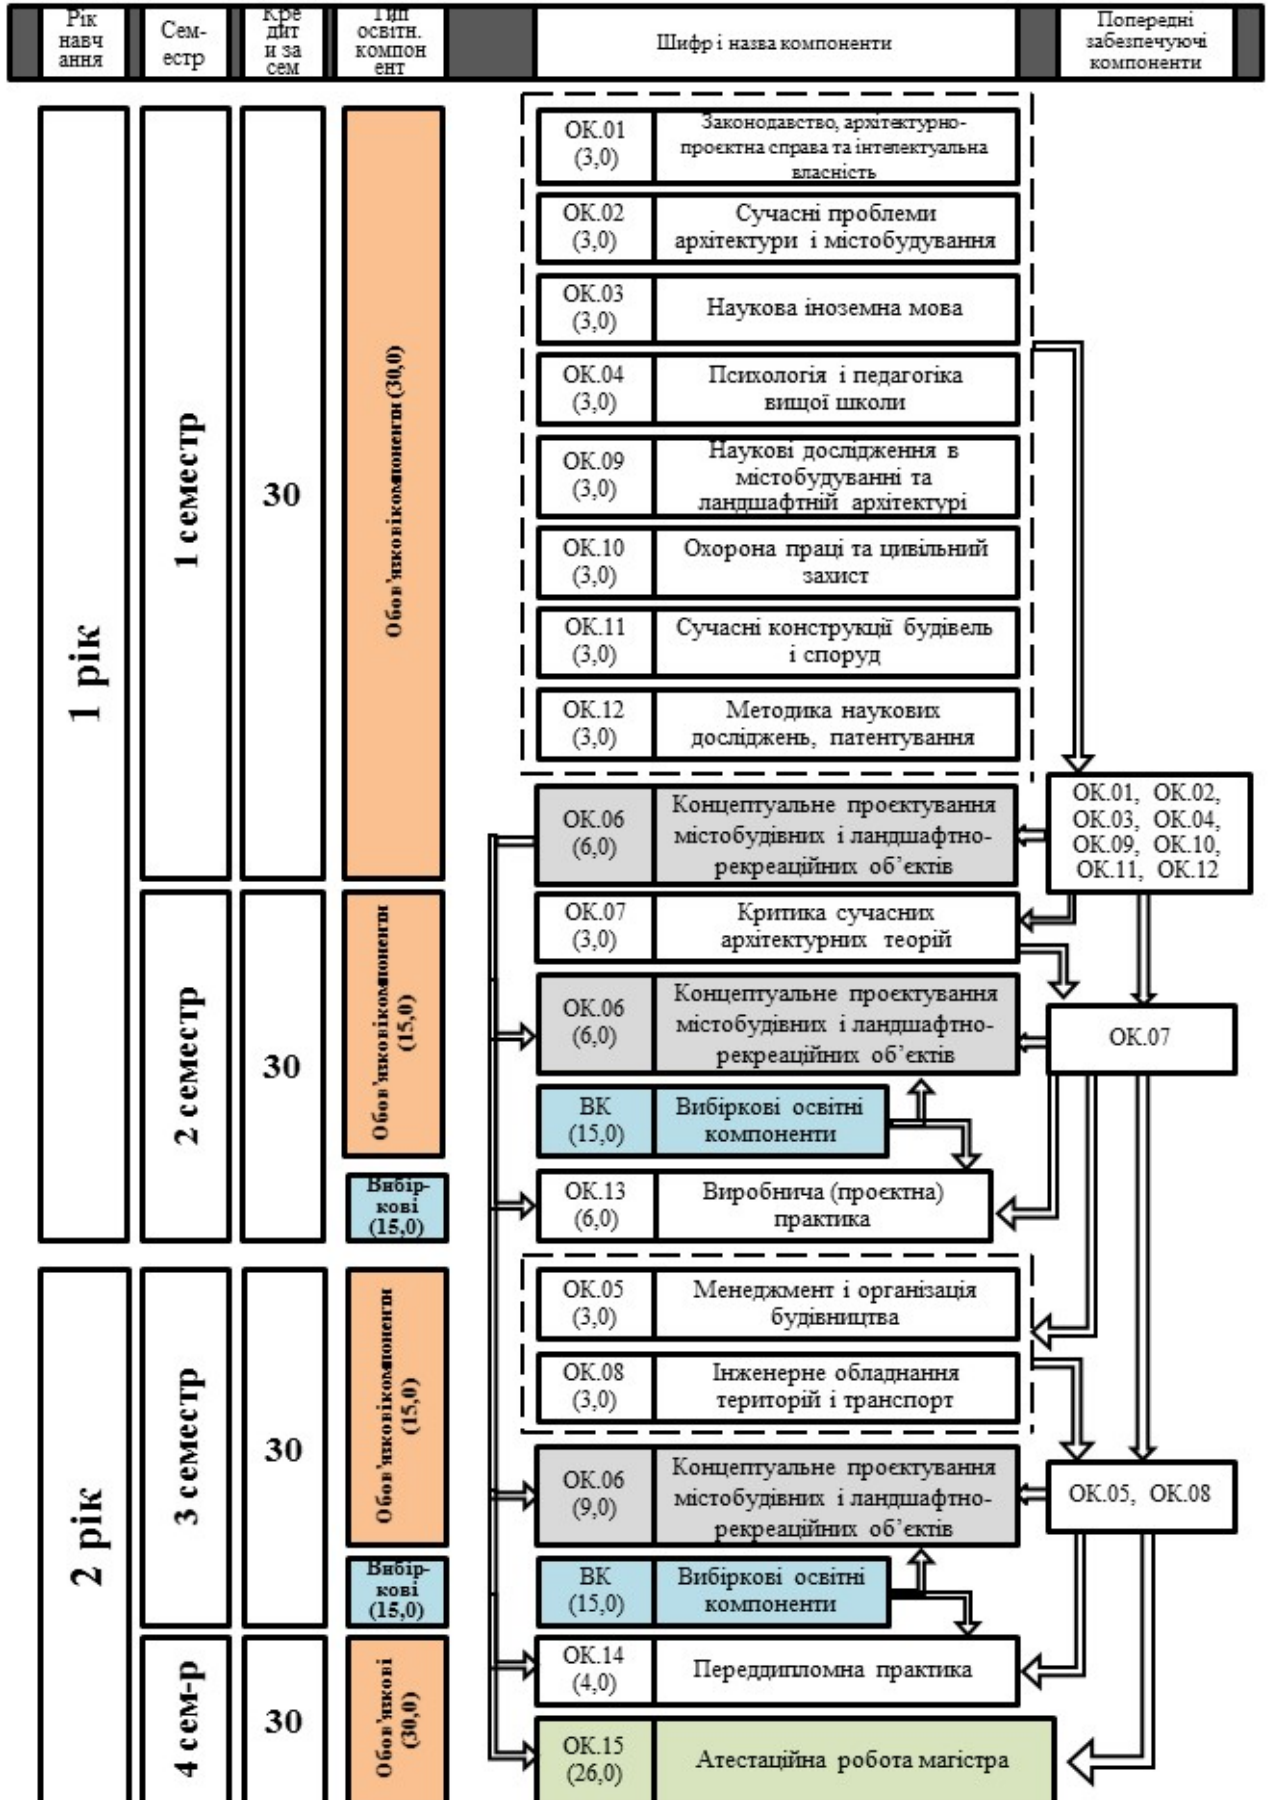 Рік
навч
ання
Сем-
естр
Кре
дит
и за
сем
Тип
освітн.
компон
ент
Шифр і назва компоненти
Попередні
забезпечуючі
компоненти
1 рік
1 семестр
30
Обов'язкові компоненти (30,0)
ОК.01
(3,0)
Законодавство, архітектурно-
проєктна справа та інтелектуальна
власність
ОК.02
(3,0)
Сучасні проблеми
архітектури і містобудування
ОК.03
(3,0)
Наукова іноземна мова
ОК.04
(3,0)
Психологія і педагогіка
вищої школи
ОК.09
(3,0)
Наукові дослідження в
містобудуванні та
ландшафтній архітектурі
ОК.10
(3,0)
Охорона праці та цивільний
захист
ОК.11
(3,0)
Сучасні конструкції будівель
і споруд
ОК.12
(3,0)
Методика наукових
досліджень, патентування
ОК.06
(6,0)
Концептуальне проєктування
містобудівних і ландшафтно-
рекреаційних об'єктів
ОК.01, ОК.02,
ОК.03, ОК.04,
ОК.09, ОК.10,
ОК.11, ОК.12
2 семестр
30
Обов'язкові компоненти
(15,0)
Вибір-
кові
(15,0)
ОК.07
(3,0)
Критика сучасних
архітектурних теорій
ОК.06
(6,0)
Концептуальне проєктування
містобудівних і ландшафтно-
рекреаційних об'єктів
ОК.07
ВК
(15,0)
Вибіркові освітні
компоненти
ОК.13
(6,0)
Виробнича (проєктна)
практика
2 рік
3 семестр
30
Обов'язкові компоненти
(15,0)
Вибір-
кові
(15,0)
ОК.05
(3,0)
Менеджмент і організація
будівництва
ОК.08
(3,0)
Інженерне обладнання
територій і транспорт
ОК.06
(9,0)
Концептуальне проєктування
містобудівних і ландшафтно-
рекреаційних об'єктів
ОК.05, ОК.08
ВК
(15,0)
Вибіркові освітні
компоненти
4 сем-р
30
Обов'язкові
(30,0)
ОК.14
(4,0)
Переддипломна практика
ОК.15
(26,0)
Атестаційна робота магістра